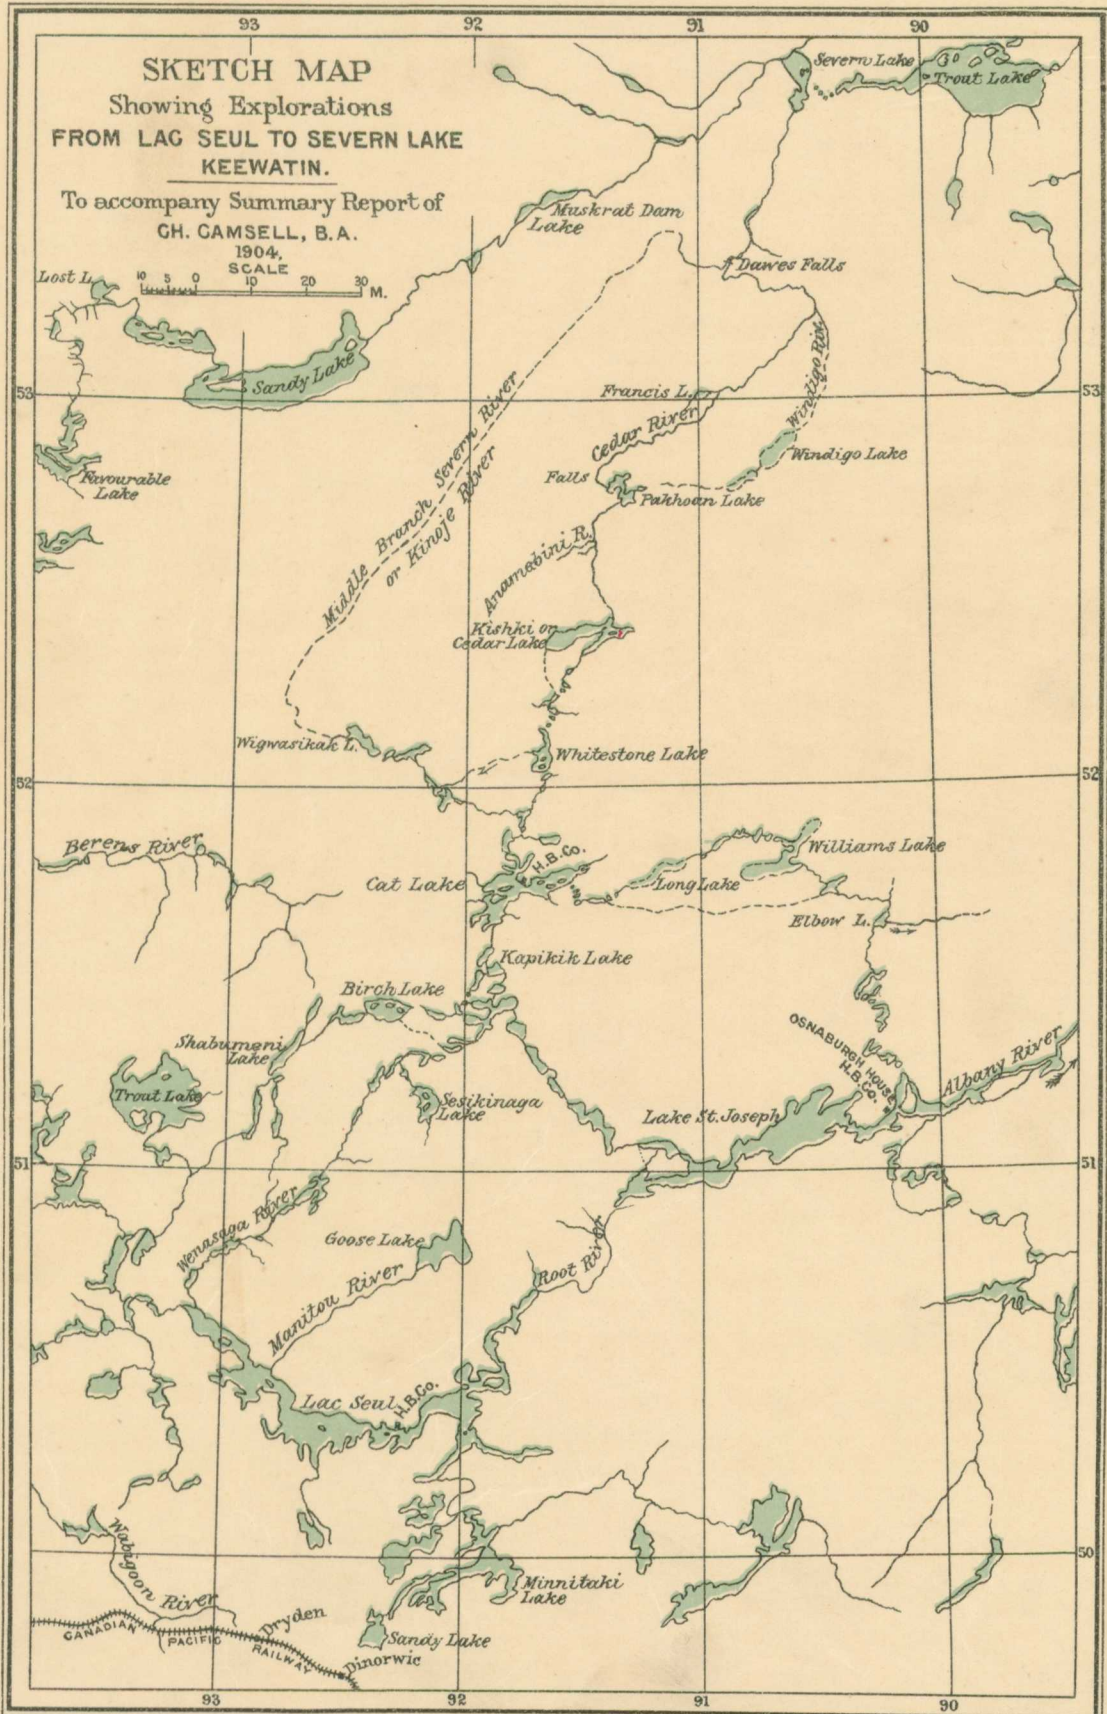 93 92 91 90
SKETCH MAP
Showing Explorations
FROM LAC SEUL TO SEVERN LAKE
KEEWATIN.
To accompany Summary Report of
CH. CAMSELL, B.A.
1904,
SCALE
10 5 0 10 20 30 M.
Severn Lake
Trout Lake
Muskrat Dam
Lake
Dawes Falls
Lost L.
Sandy Lake
53
53
Francis L.
Windigo Riv.
Cedar River
Windigo Lake
Falls
Pakhoan Lake
Favourable
Lake
Middle Branch Severn River
or Kinoje River
Anamabini R.
Kishki or
Cedar Lake
Wigwasikak L.
Whitestone Lake
52
52
Berens River
H.B.Co.
Williams Lake
Cat Lake
Long Lake
Elbow L.
Kapikik Lake
Birch Lake
Shabumeni
Lake
OSNABURGH HOUSE
H.B.Co.
Albany River
Trout Lake
Sesikinaga
Lake
Lake St. Joseph
51
51
Wenasaga River
Goose Lake
Manitou River
Root River
Lac Seul
H.B.Co.
50
Wabigoon River
Minnitaki
Lake
Dryden
CANADIAN PACIFIC RAILWAY
Sandy Lake
Dinorwic
93 92 91 90